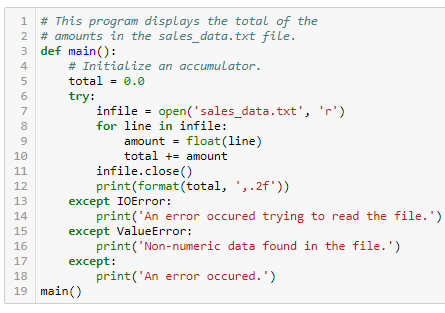 1 # This program displays the total of the
2 # amounts in the sales_data.txt file.
3 def main():
4     # Initialize an accumulator.
5     total = 0.0
6     try:
7         infile = open('sales_data.txt', 'r')
8         for line in infile:
9             amount = float(line)
10             total += amount
11         infile.close()
12         print(format(total, ',.2f'))
13     except IOError:
14         print('An error occured trying to read the file.')
15     except ValueError:
16         print('Non-numeric data found in the file.')
17     except:
18         print('An error occured.')
19 main()